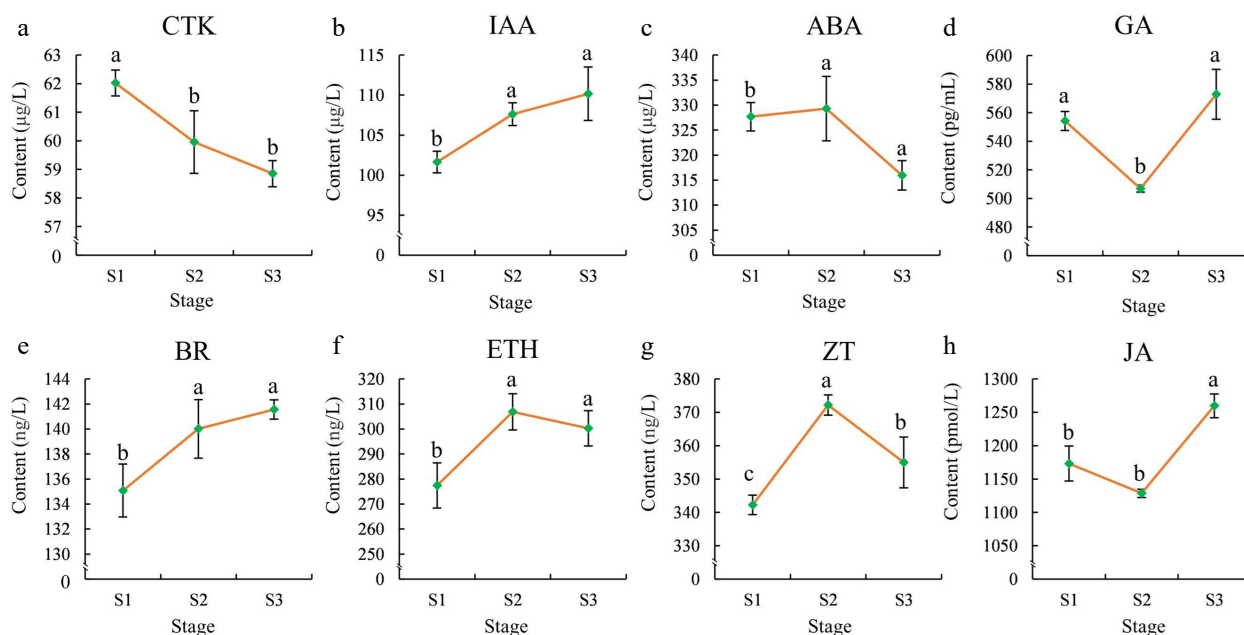 a
CTK
Content (μg/L)
63
62
61
60
59
58
57
0
a
b
b
S1
S2
S3
Stage
b
IAA
Content (μg/L)
115
110
105
100
95
0
b
a
a
S1
S2
S3
Stage
c
ABA
Content (μg/L)
340
335
330
325
320
315
310
305
0
b
a
a
S1
S2
S3
Stage
d
GA
Content (pg/mL)
600
580
560
540
520
500
480
0
a
b
a
S1
S2
S3
Stage
e
BR
Content (ng/L)
144
142
140
138
136
134
132
130
0
b
a
a
S1
S2
S3
Stage
f
ETH
Content (ng/L)
320
310
300
290
280
270
260
250
0
b
a
a
S1
S2
S3
Stage
g
ZT
Content (ng/L)
380
370
360
350
340
330
0
c
a
b
S1
S2
S3
Stage
h
JA
Content (pmol/L)
1300
1250
1200
1150
1100
1050
0
b
b
a
S1
S2
S3
Stage